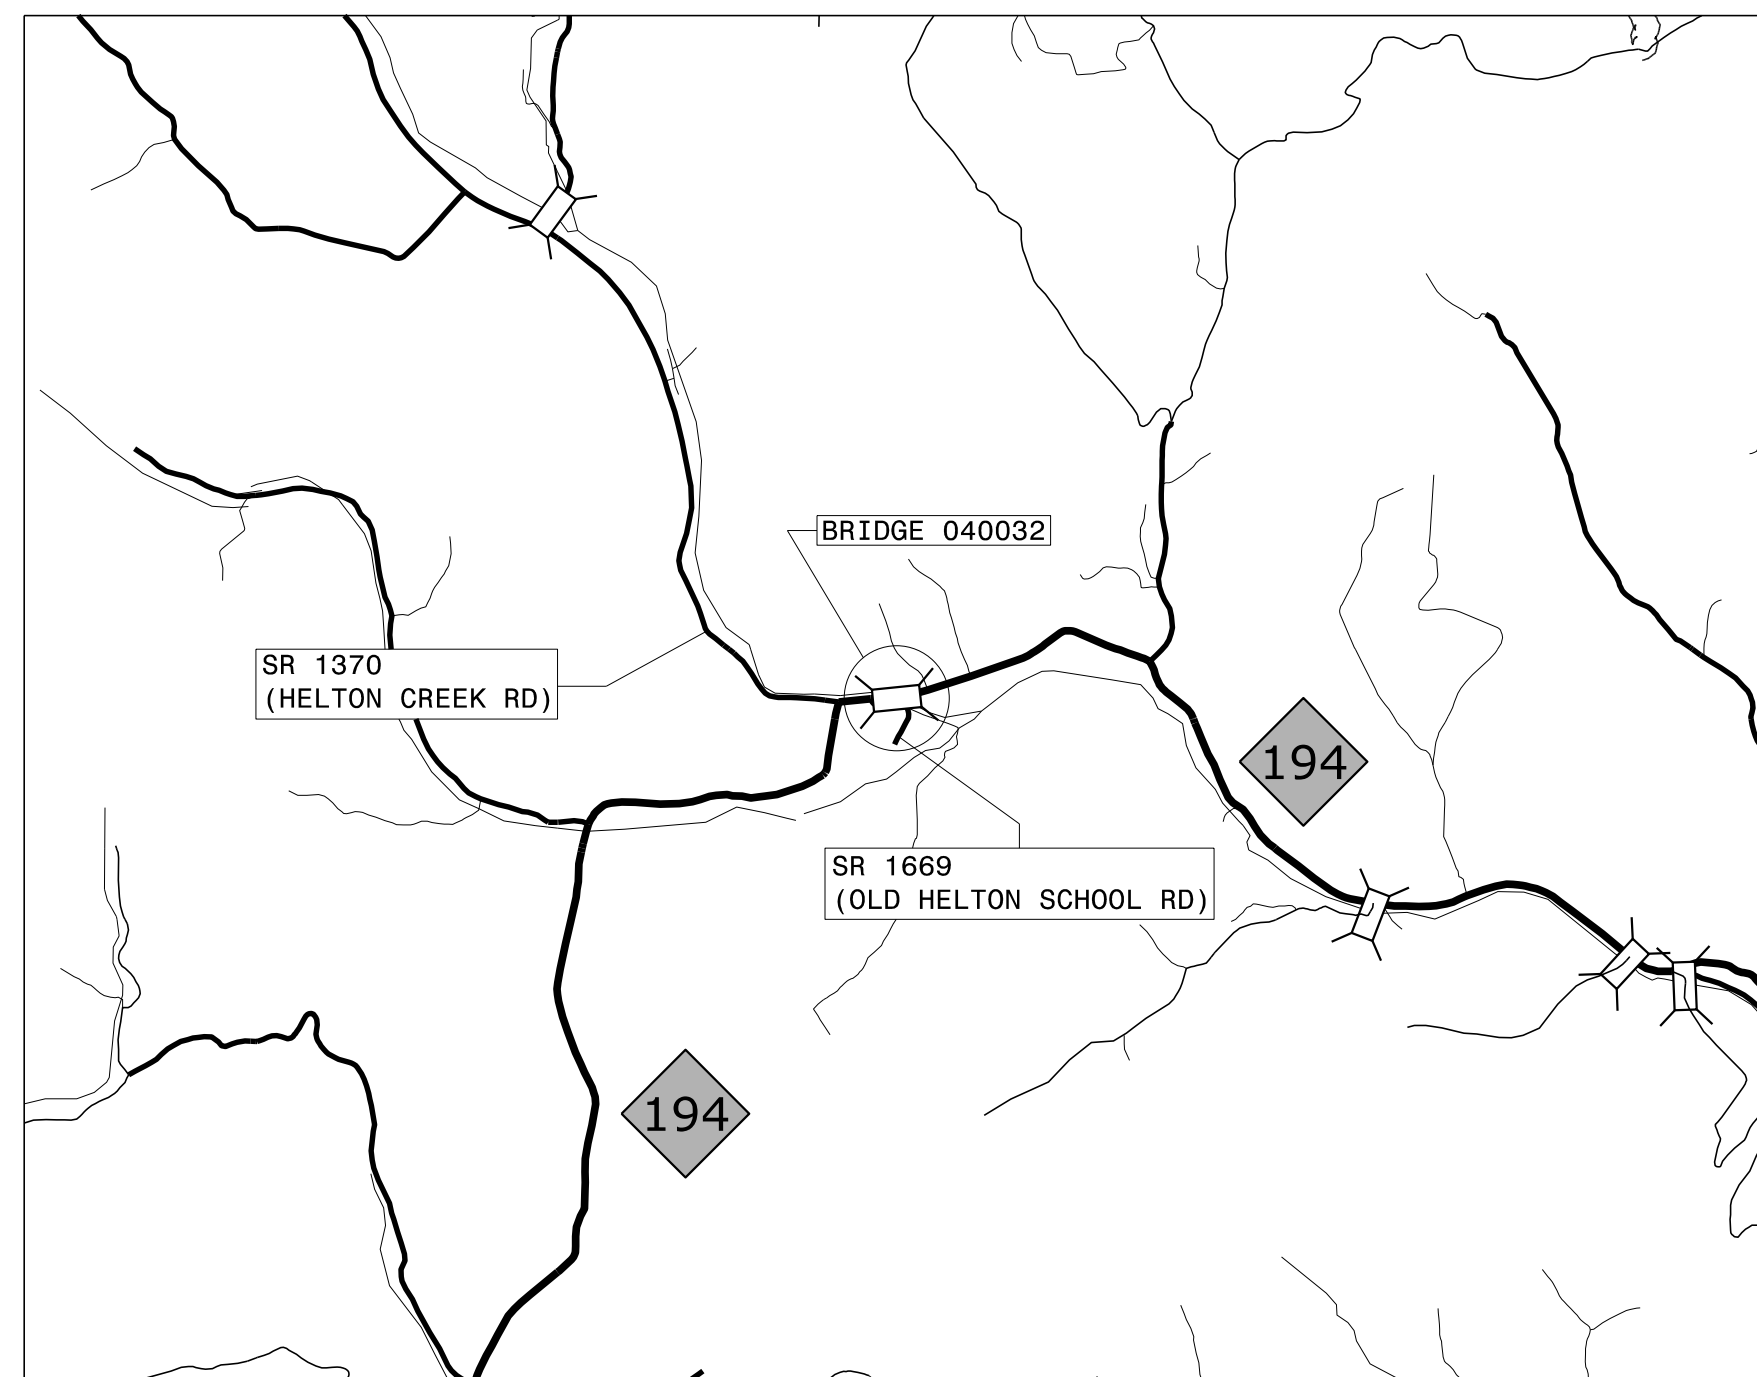 BRIDGE 040032
SR 1370
(HELTON CREEK RD)
194
SR 1669
(OLD HELTON SCHOOL RD)
194